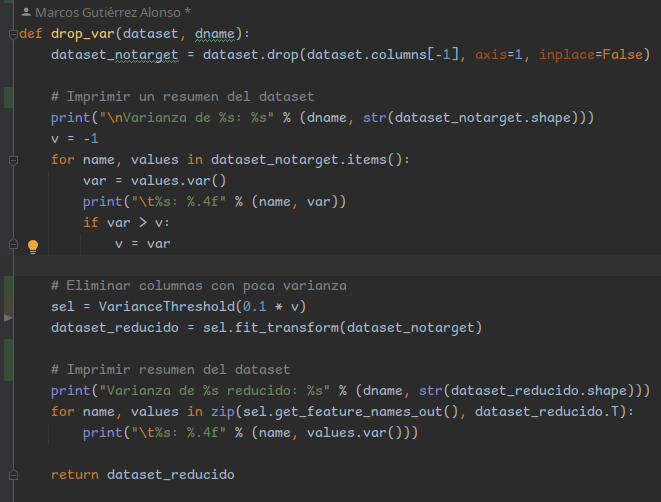 Marcos Gutiérrez Alonso *
def drop_var(dataset, dname):
    dataset_notarget = dataset.drop(dataset.columns[-1], axis=1, inplace=False)

    # Imprimir un resumen del dataset
    print("\nVarianza de %s: %s" % (dname, str(dataset_notarget.shape)))
    v = -1
    for name, values in dataset_notarget.items():
        var = values.var()
        print("\t%s: %.4f" % (name, var))
        if var > v:
            v = var

    # Eliminar columnas con poca varianza
    sel = VarianceThreshold(0.1 * v)
    dataset_reducido = sel.fit_transform(dataset_notarget)

    # Imprimir resumen del dataset
    print("Varianza de %s reducido: %s" % (dname, str(dataset_reducido.shape)))
    for name, values in zip(sel.get_feature_names_out(), dataset_reducido.T):
        print("\t%s: %.4f" % (name, values.var()))

    return dataset_reducido